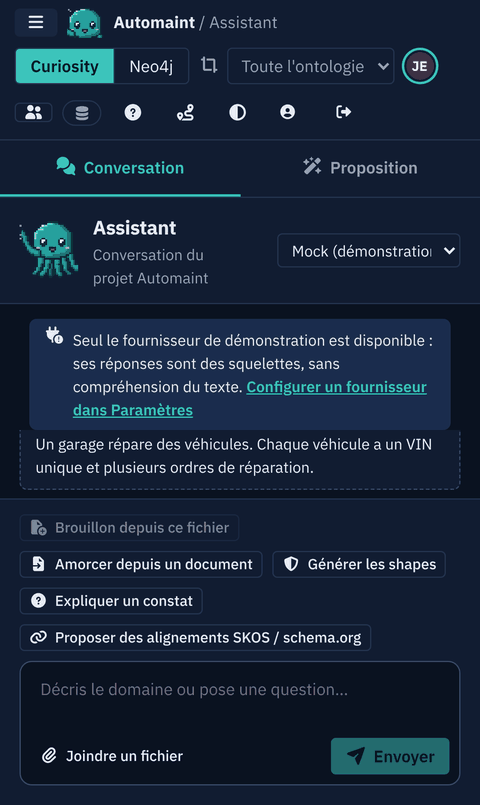 Automaint / Assistant
Curiosity Neo4j Toute l'ontologie JE
Conversation Proposition
Assistant
Conversation du
projet Automaint
Mock (démonstration
Seul le fournisseur de démonstration est disponible :
ses réponses sont des squelettes, sans
compréhension du texte. Configurer un fournisseur
dans Paramètres
Un garage répare des véhicules. Chaque véhicule a un VIN
unique et plusieurs ordres de réparation.
Brouillon depuis ce fichier
Amorcer depuis un document Générer les shapes
Expliquer un constat
Proposer des alignements SKOS / schema.org
Décris le domaine ou pose une question...
Joindre un fichier Envoyer